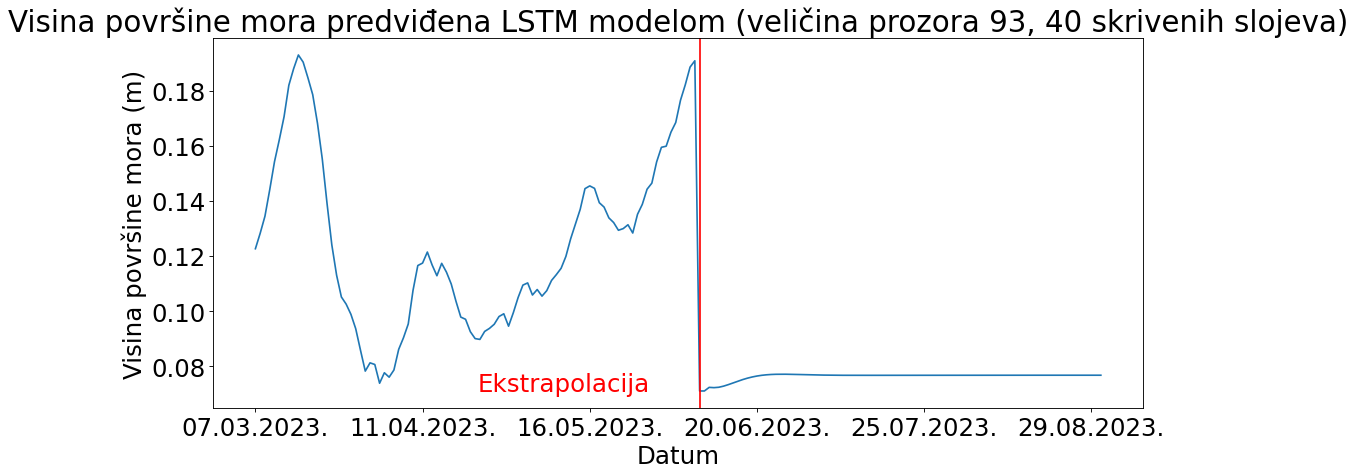 Visina površine mora predviđena LSTM modelom (veličina prozora 93, 40 skrivenih slojeva)
Visina površine mora (m)
0.18
0.16
0.14
0.12
0.10
0.08
Ekstrapolacija
07.03.2023. 11.04.2023. 16.05.2023. 20.06.2023. 25.07.2023. 29.08.2023.
Datum